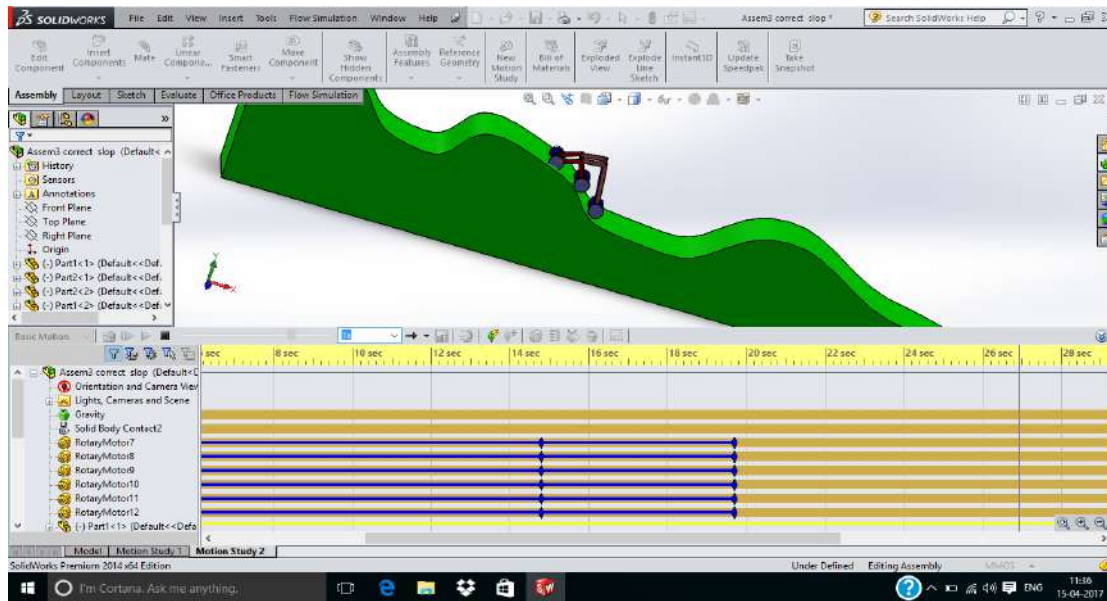 SOLIDWORKS File Edit View Insert Tools Flow Simulation Window Help Assem3 correct slop * Search SolidWorks Help
Edit Component
Insert Components
Mate
Linear Compone...
Smart Fasteners
Move Component
Show Hidden Components
Assembly Features
Reference Geometry
New Motion Study
Bill of Materials
Exploded View
Explode Line Sketch
Instant3D
Update Speedpak
Take Snapshot
Assembly Layout Sketch Evaluate Office Products Flow Simulation
Assem3 correct slop (Default<
History
Sensors
Annotations
Front Plane
Top Plane
Right Plane
Origin
(-) Part1<1> (Default<<Def.
(-) Part2<1> (Default<<Def.
(-) Part2<2> (Default<<Def.
(-) Part1<2> (Default<<Def.
Basic Motion
sec 8 sec 10 sec 12 sec 14 sec 16 sec 18 sec 20 sec 22 sec 24 sec 26 sec 28 sec
Assem3 correct slop (Default<C
Orientation and Camera View
Lights, Cameras and Scene
Gravity
Solid Body Contact2
RotaryMotor7
RotaryMotor8
RotaryMotor9
RotaryMotor10
RotaryMotor11
RotaryMotor12
(-) Part1<1> (Default<<Defa
Model Motion Study 1 Motion Study 2
SolidWorks Premium 2014 x64 Edition Under Defined Editing Assembly MMGS
I'm Cortana. Ask me anything. ENG 11:36
15-04-2017